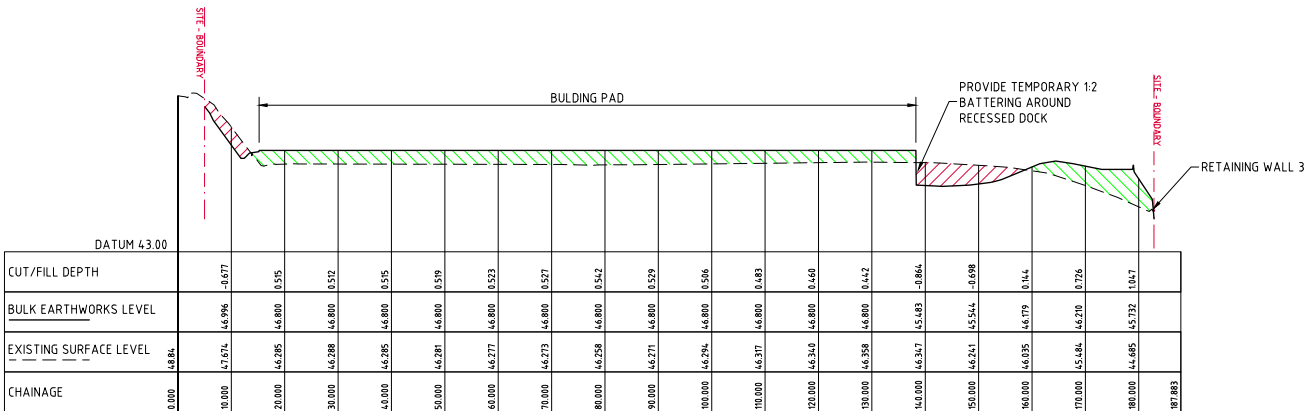 SITE - BOUNDARY
BULDING PAD
PROVIDE TEMPORARY 1:2
BATTERING AROUND
RECESSED DOCK
SITE - BOUNDARY
RETAINING WALL 3
DATUM 43.00
CUT/FILL DEPTH -0.677 0.515 0.512 0.515 0.519 0.523 0.527 0.542 0.529 0.506 0.483 0.460 0.442 -0.864 -0.698 0.144 0.726 1.047
BULK EARTHWORKS LEVEL 46.996 46.800 46.800 46.800 46.800 46.800 46.800 46.800 46.800 46.800 46.800 46.800 46.800 45.483 45.544 46.179 46.210 45.732
EXISTING SURFACE LEVEL 48.84 47.674 46.285 46.288 46.285 46.281 46.277 46.273 46.258 46.271 46.294 46.317 46.340 46.358 46.347 46.241 46.035 45.484 44.685
CHAINAGE 0.000 10.000 20.000 30.000 40.000 50.000 60.000 70.000 80.000 90.000 100.000 110.000 120.000 130.000 140.000 150.000 160.000 170.000 180.000 187.883